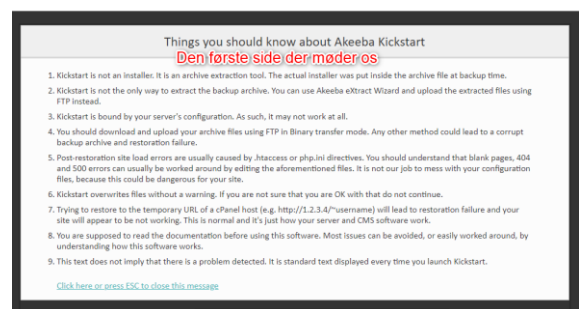 Things you should know about Akeeba Kickstart
Den første side der møder os
1. Kickstart is not an installer. It is an archive extraction tool. The actual installer was put inside the archive file at backup time.
2. Kickstart is not the only way to extract the backup archive. You can use Akeeba eXtract Wizard and upload the extracted files using
FTP instead.
3. Kickstart is bound by your server's configuration. As such, it may not work at all.
4. You should download and upload your archive files using FTP in Binary transfer mode. Any other method could lead to a corrupt
backup archive and restoration failure.
5. Post-restoration site load errors are usually caused by .htaccess or php.ini directives. You should understand that blank pages, 404
and 500 errors can usually be worked around by editing the aforementioned files. It is not our job to mess with your configuration
files, because this could be dangerous for your site.
6. Kickstart overwrites files without a warning. If you are not sure that you are OK with that do not continue.
7. Trying to restore to the temporary URL of a cPanel host (e.g. http://1.2.3.4/~username) will lead to restoration failure and your
site will appear to be not working. This is normal and it's just how your server and CMS software work.
8. You are supposed to read the documentation before using this software. Most issues can be avoided, or easily worked around, by
understanding how this software works.
9. This text does not imply that there is a problem detected. It is standard text displayed every time you launch Kickstart.
Click here or press ESC to close this message